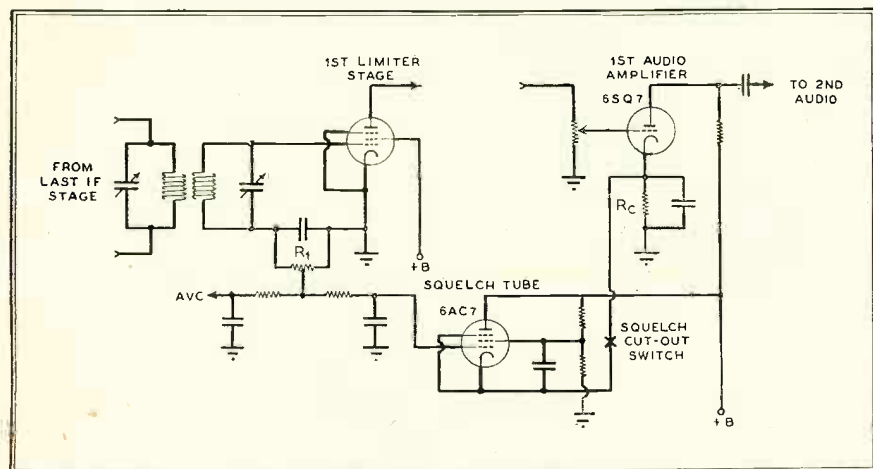 1ST LIMITER
STAGE
1ST AUDIO
AMPLIFIER
6SQ7
TO 2ND
AUDIO
FROM
LAST IF
STAGE
R1
RC
+B
AVC
SQUELCH TUBE
6AC7
SQUELCH
CUT-OUT
SWITCH
+B